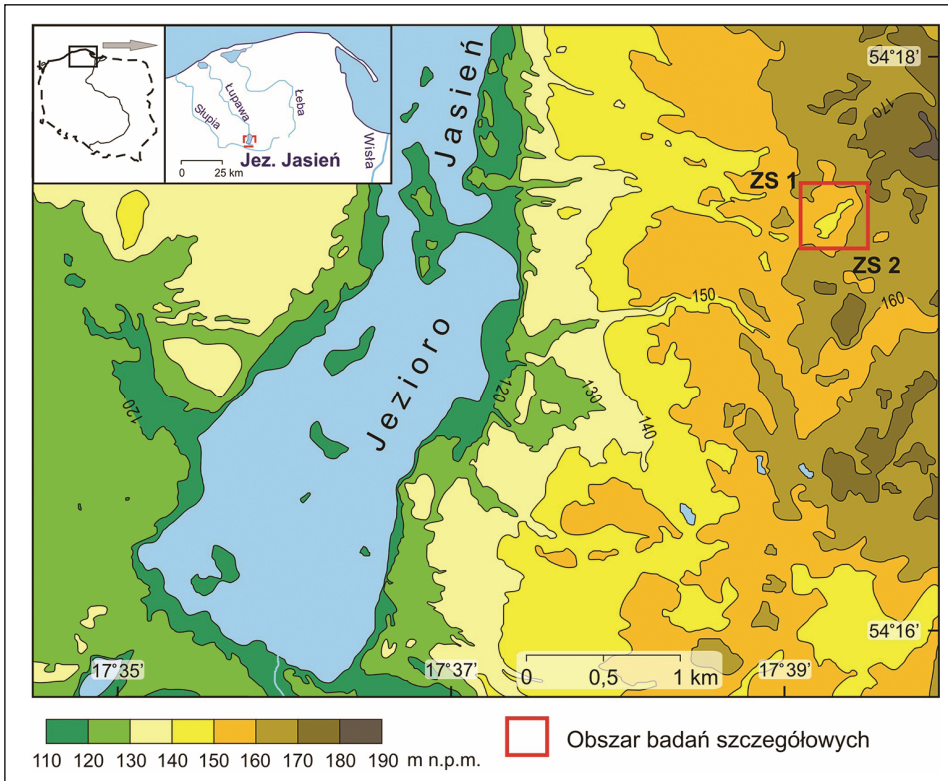 Słupia
Łupawa
Łeba
Wisła
Jez. Jasień
0 25 km
Jezioro Jasień
54°18'
170
ZS 1
ZS 2
150
160
120
120
130
140
54°16'
17°35'
17°37'
17°39'
0 0,5 1 km
110 120 130 140 150 160 170 180 190 m n.p.m.
Obszar badań szczegółowych